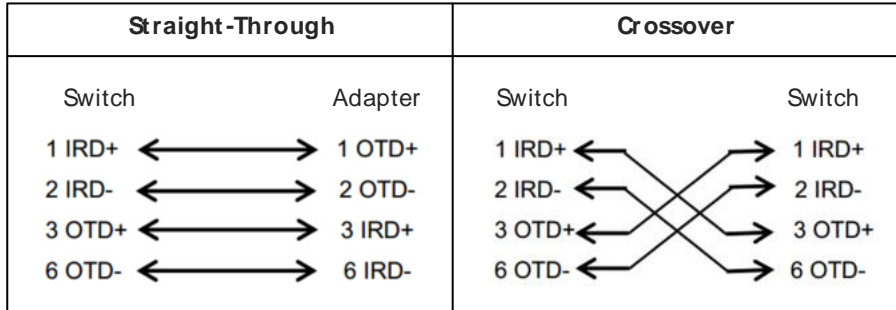 Straight-Through Crossover
Switch Adapter Switch Switch
1 IRD+ 1 OTD+ 1 IRD+ 1 IRD+
2 IRD- 2 OTD- 2 IRD- 2 IRD-
3 OTD+ 3 IRD+ 3 OTD+ 3 OTD+
6 OTD- 6 IRD- 6 OTD- 6 OTD-